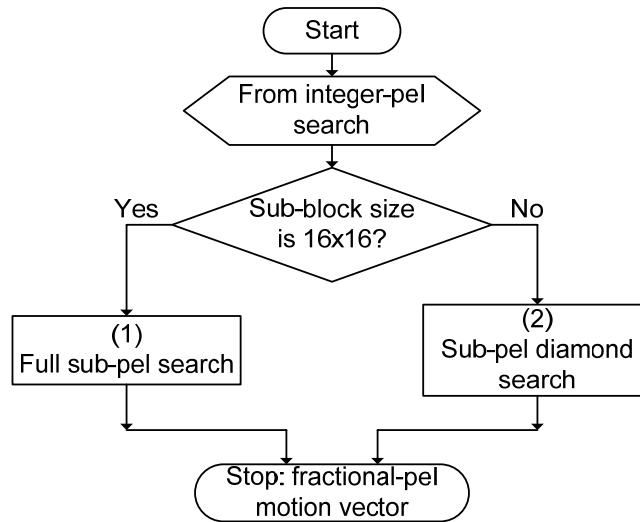 Start
From integer-pel
search
Yes
Sub-block size
is 16x16?
No
(1)
Full sub-pel search
(2)
Sub-pel diamond
search
Stop: fractional-pel
motion vector